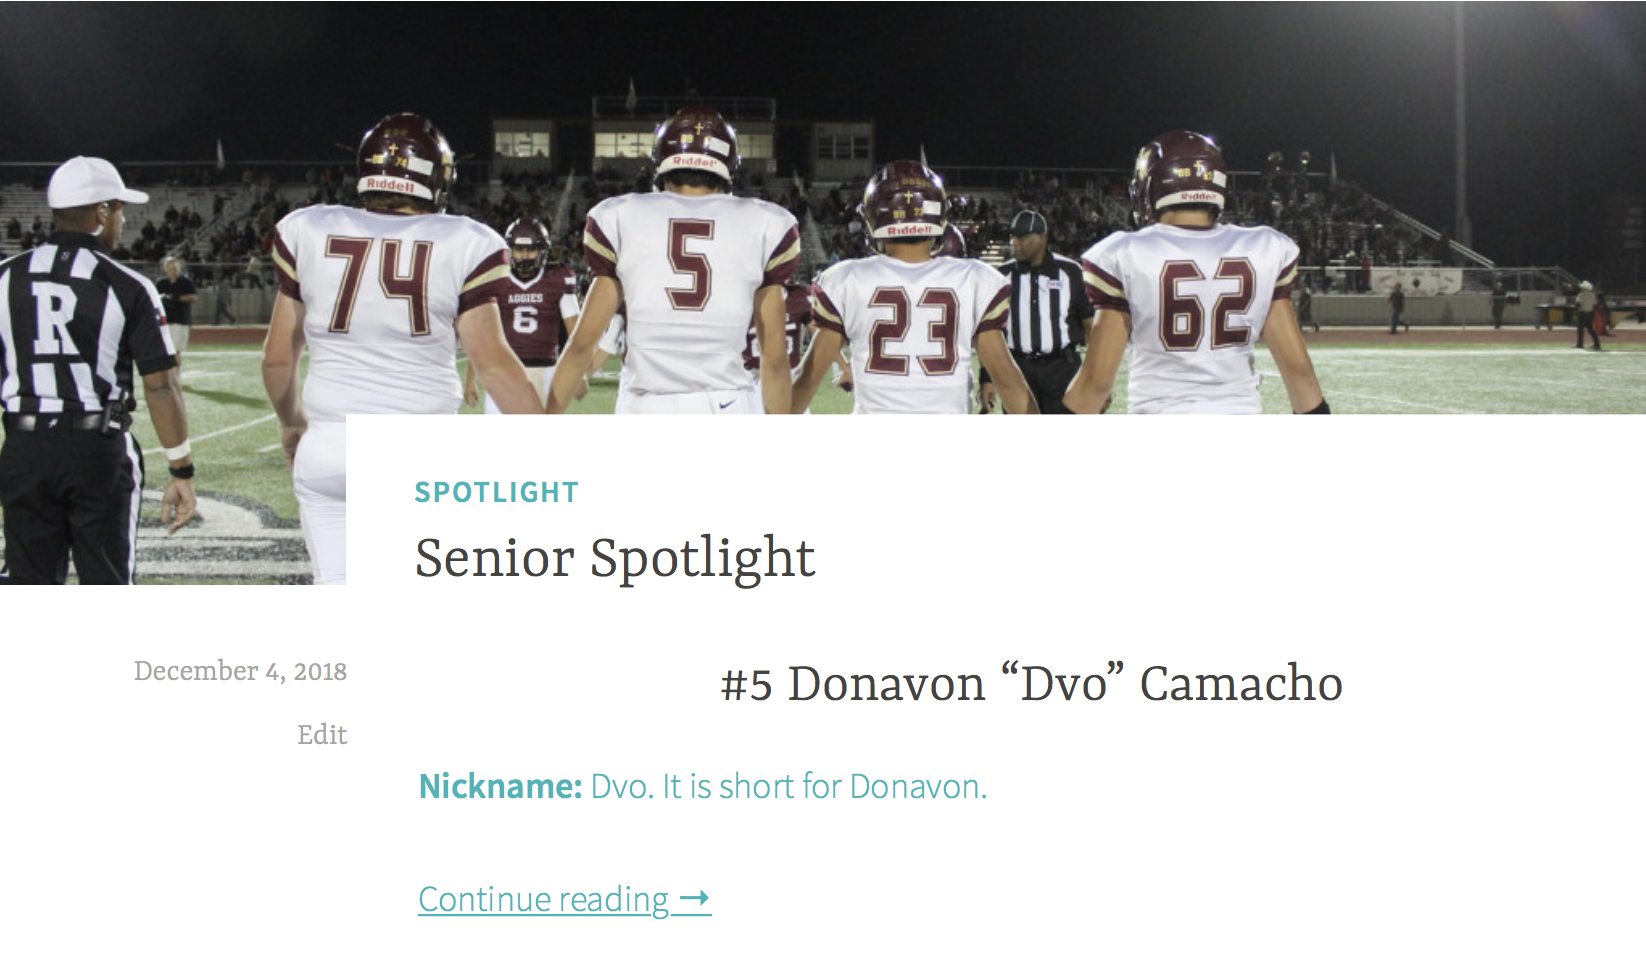 Riddell
Riddell
Riddell
Riddell
R
74
5
23
62
AGGIES
6
SPOTLIGHT
Senior Spotlight
December 4, 2018
Edit
#5 Donavon “Dvo” Camacho
Nickname: Dvo. It is short for Donavon.
Continue reading →